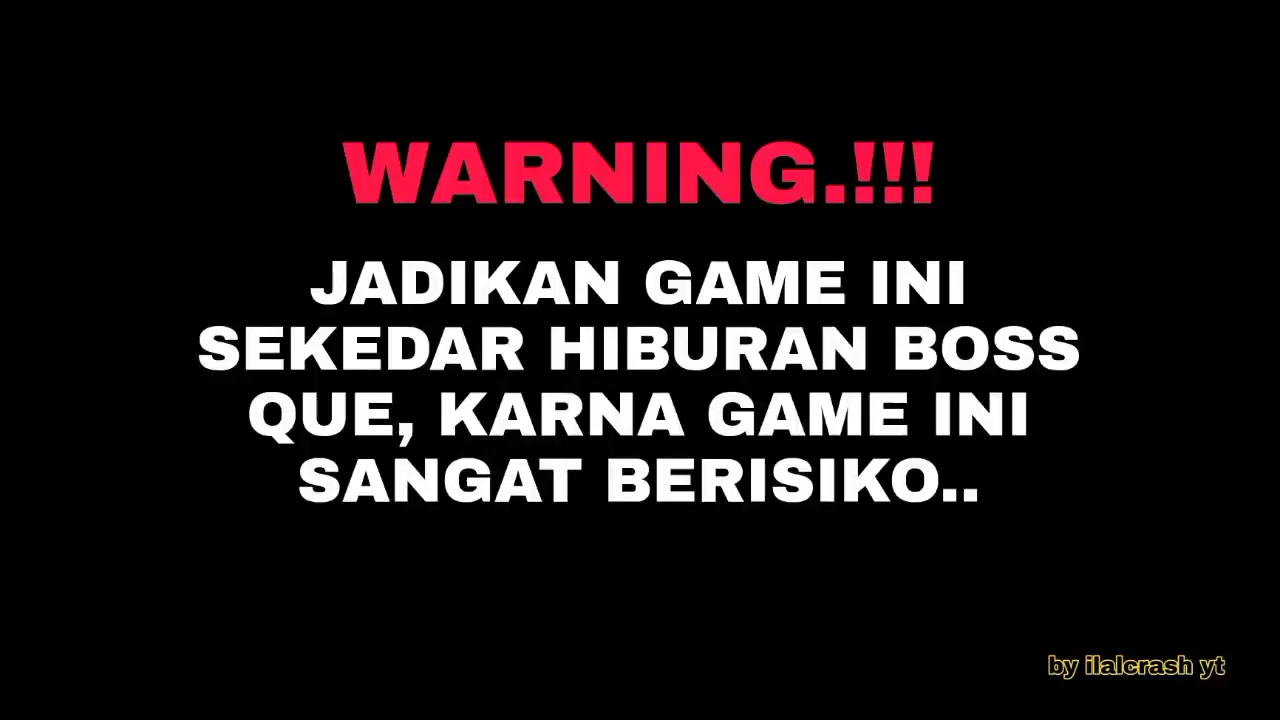 WARNING.!!!
JADIKAN GAME INI
SEKEDAR HIBURAN BOSS
QUE, KARNA GAME INI
SANGAT BERISIKO..
by ilalcrash yt